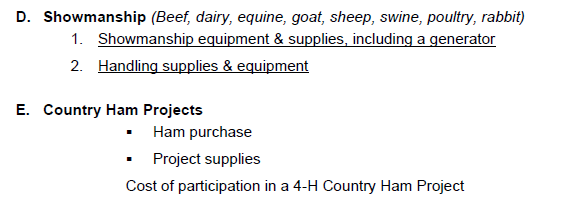 D. Showmanship (Beef, dairy, equine, goat, sheep, swine, poultry, rabbit)
1. Showmanship equipment & supplies, including a generator
2. Handling supplies & equipment
E. Country Ham Projects
▪ Ham purchase
▪ Project supplies
Cost of participation in a 4-H Country Ham Project